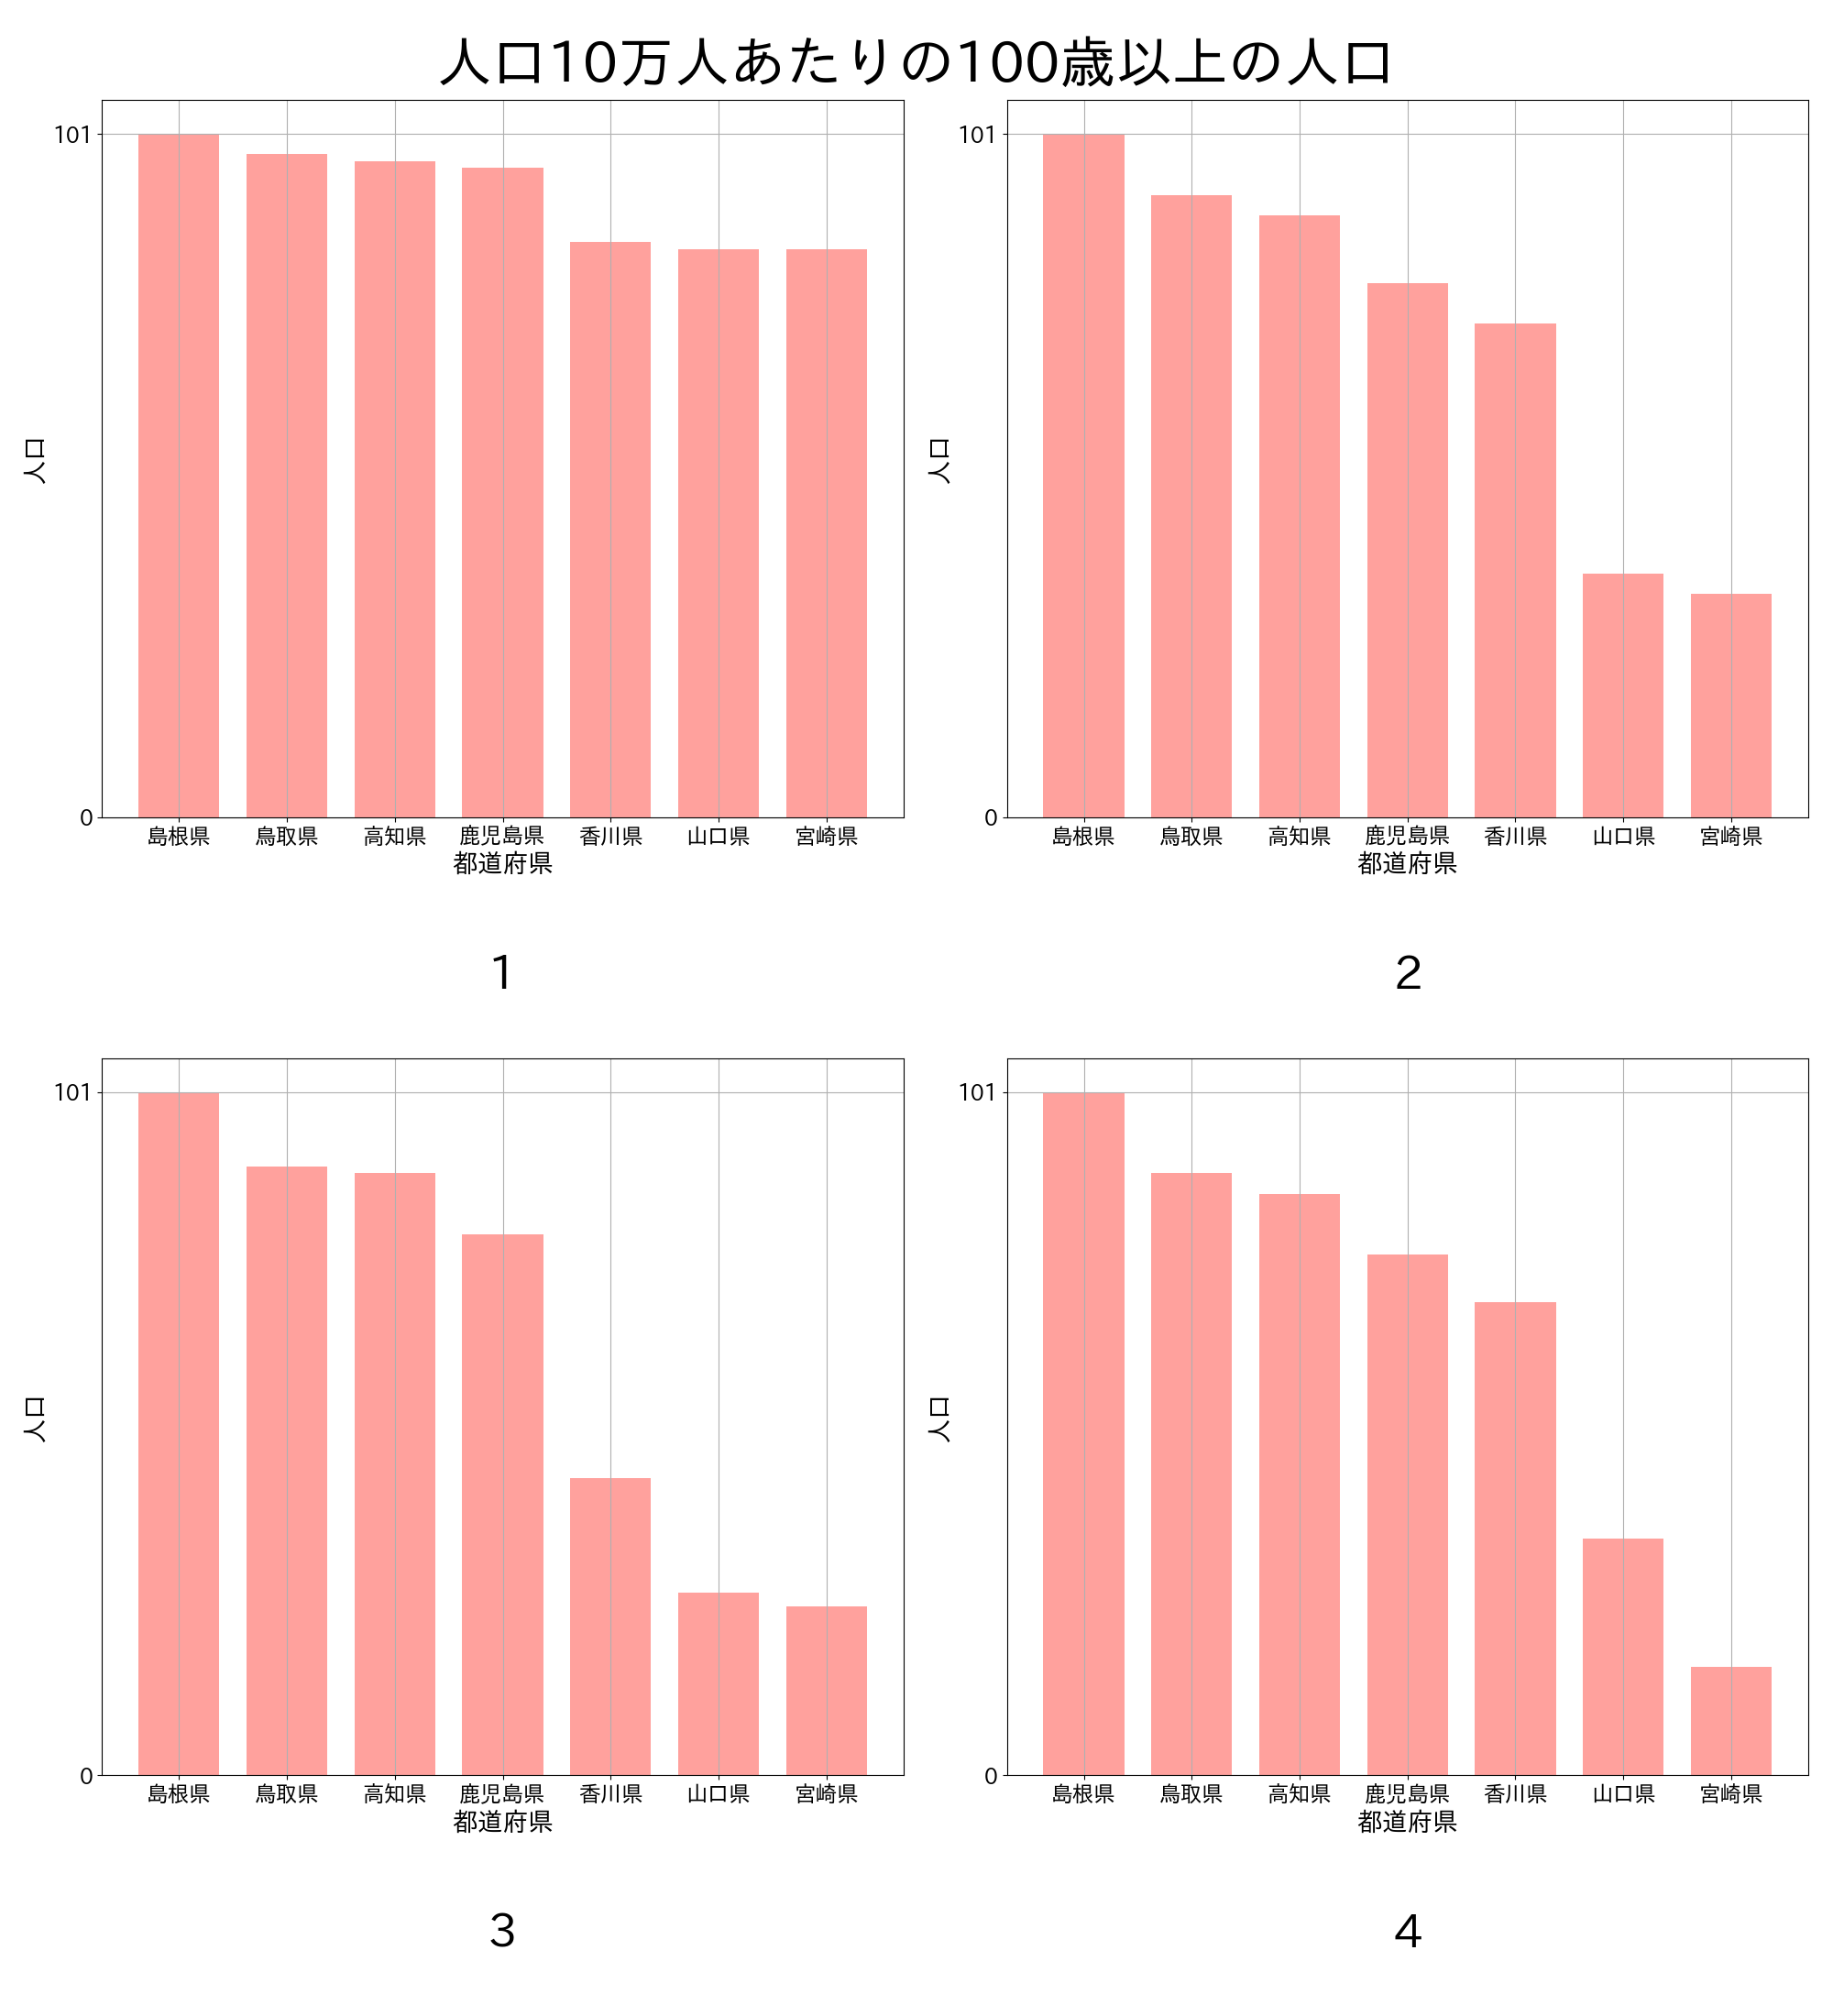 人口10万人あたりの100歳以上の人口
101
0
人口
島根県 鳥取県 高知県 鹿児島県 香川県 山口県 宮崎県
都道府県
1
101
0
人口
島根県 鳥取県 高知県 鹿児島県 香川県 山口県 宮崎県
都道府県
2
101
0
人口
島根県 鳥取県 高知県 鹿児島県 香川県 山口県 宮崎県
都道府県
3
101
0
人口
島根県 鳥取県 高知県 鹿児島県 香川県 山口県 宮崎県
都道府県
4